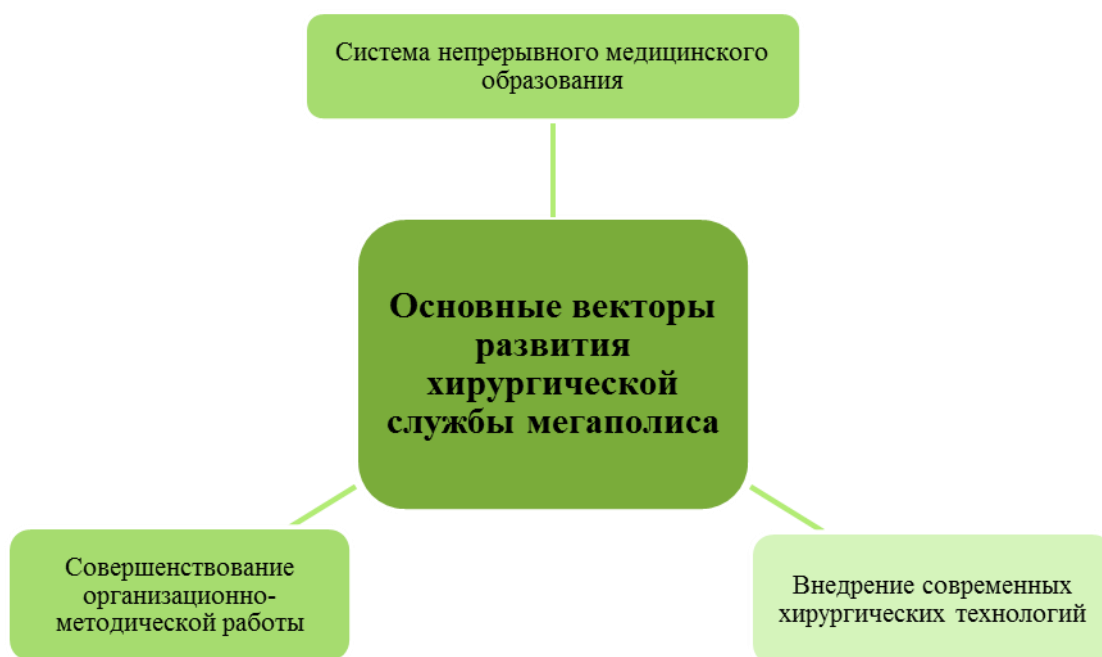 Система непрерывного медицинского
образования
Основные векторы
развития
хирургической
службы мегаполиса
Совершенствование
организационно-
методической работы
Внедрение современных
хирургических технологий